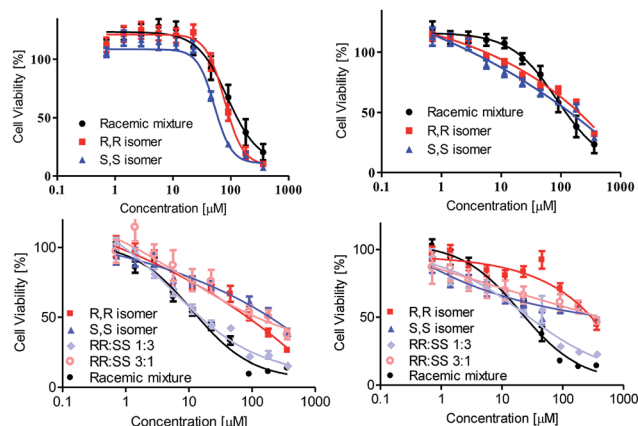 Cell Viability [%]
100
50
0
Racemic mixture
R,R isomer
S,S isomer
0.1 1 10 100 1000
Concentration [µM]
Cell Viability [%]
100
50
0
Racemic mixture
R,R isomer
S,S isomer
0.1 1 10 100 1000
Concentration [µM]
Cell Viability [%]
100
50
0
R,R isomer
S,S isomer
RR:SS 1:3
RR:SS 3:1
Racemic mixture
0.1 1 10 100 1000
Concentration [µM]
Cell Viability [%]
100
50
0
R,R isomer
S,S isomer
RR:SS 1:3
RR:SS 3:1
Racemic mixture
0.1 1 10 100 1000
Concentration [µM]